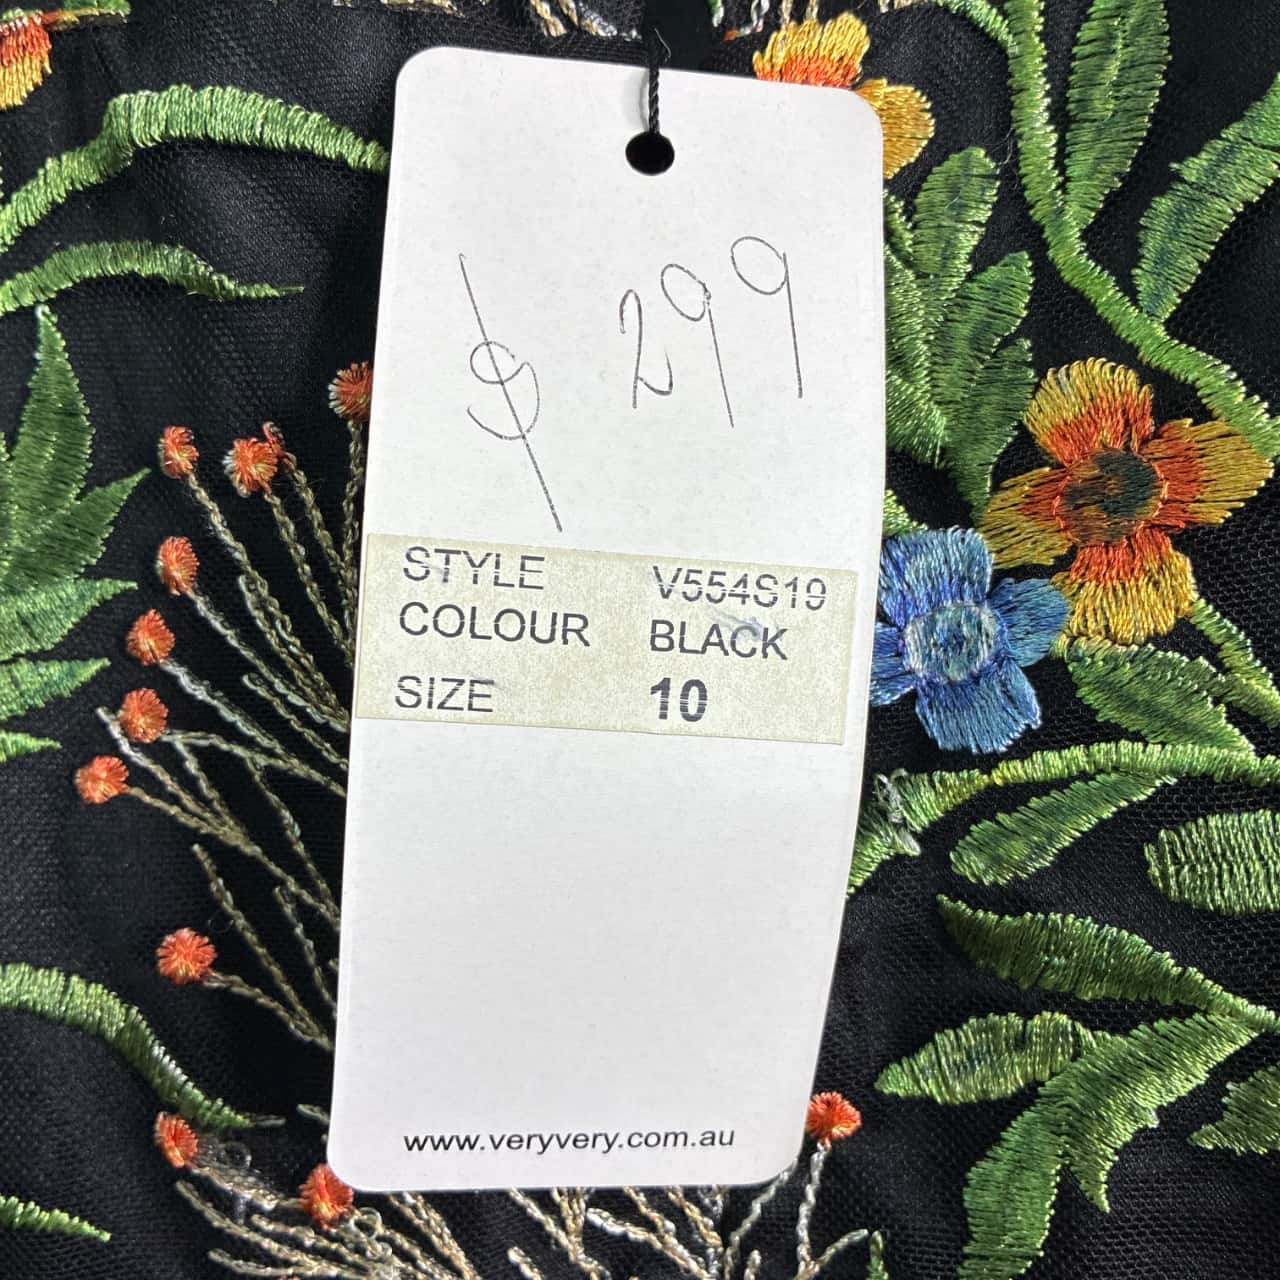 $ 299
STYLE V554S19
COLOUR BLACK
SIZE 10
www.veryvery.com.au